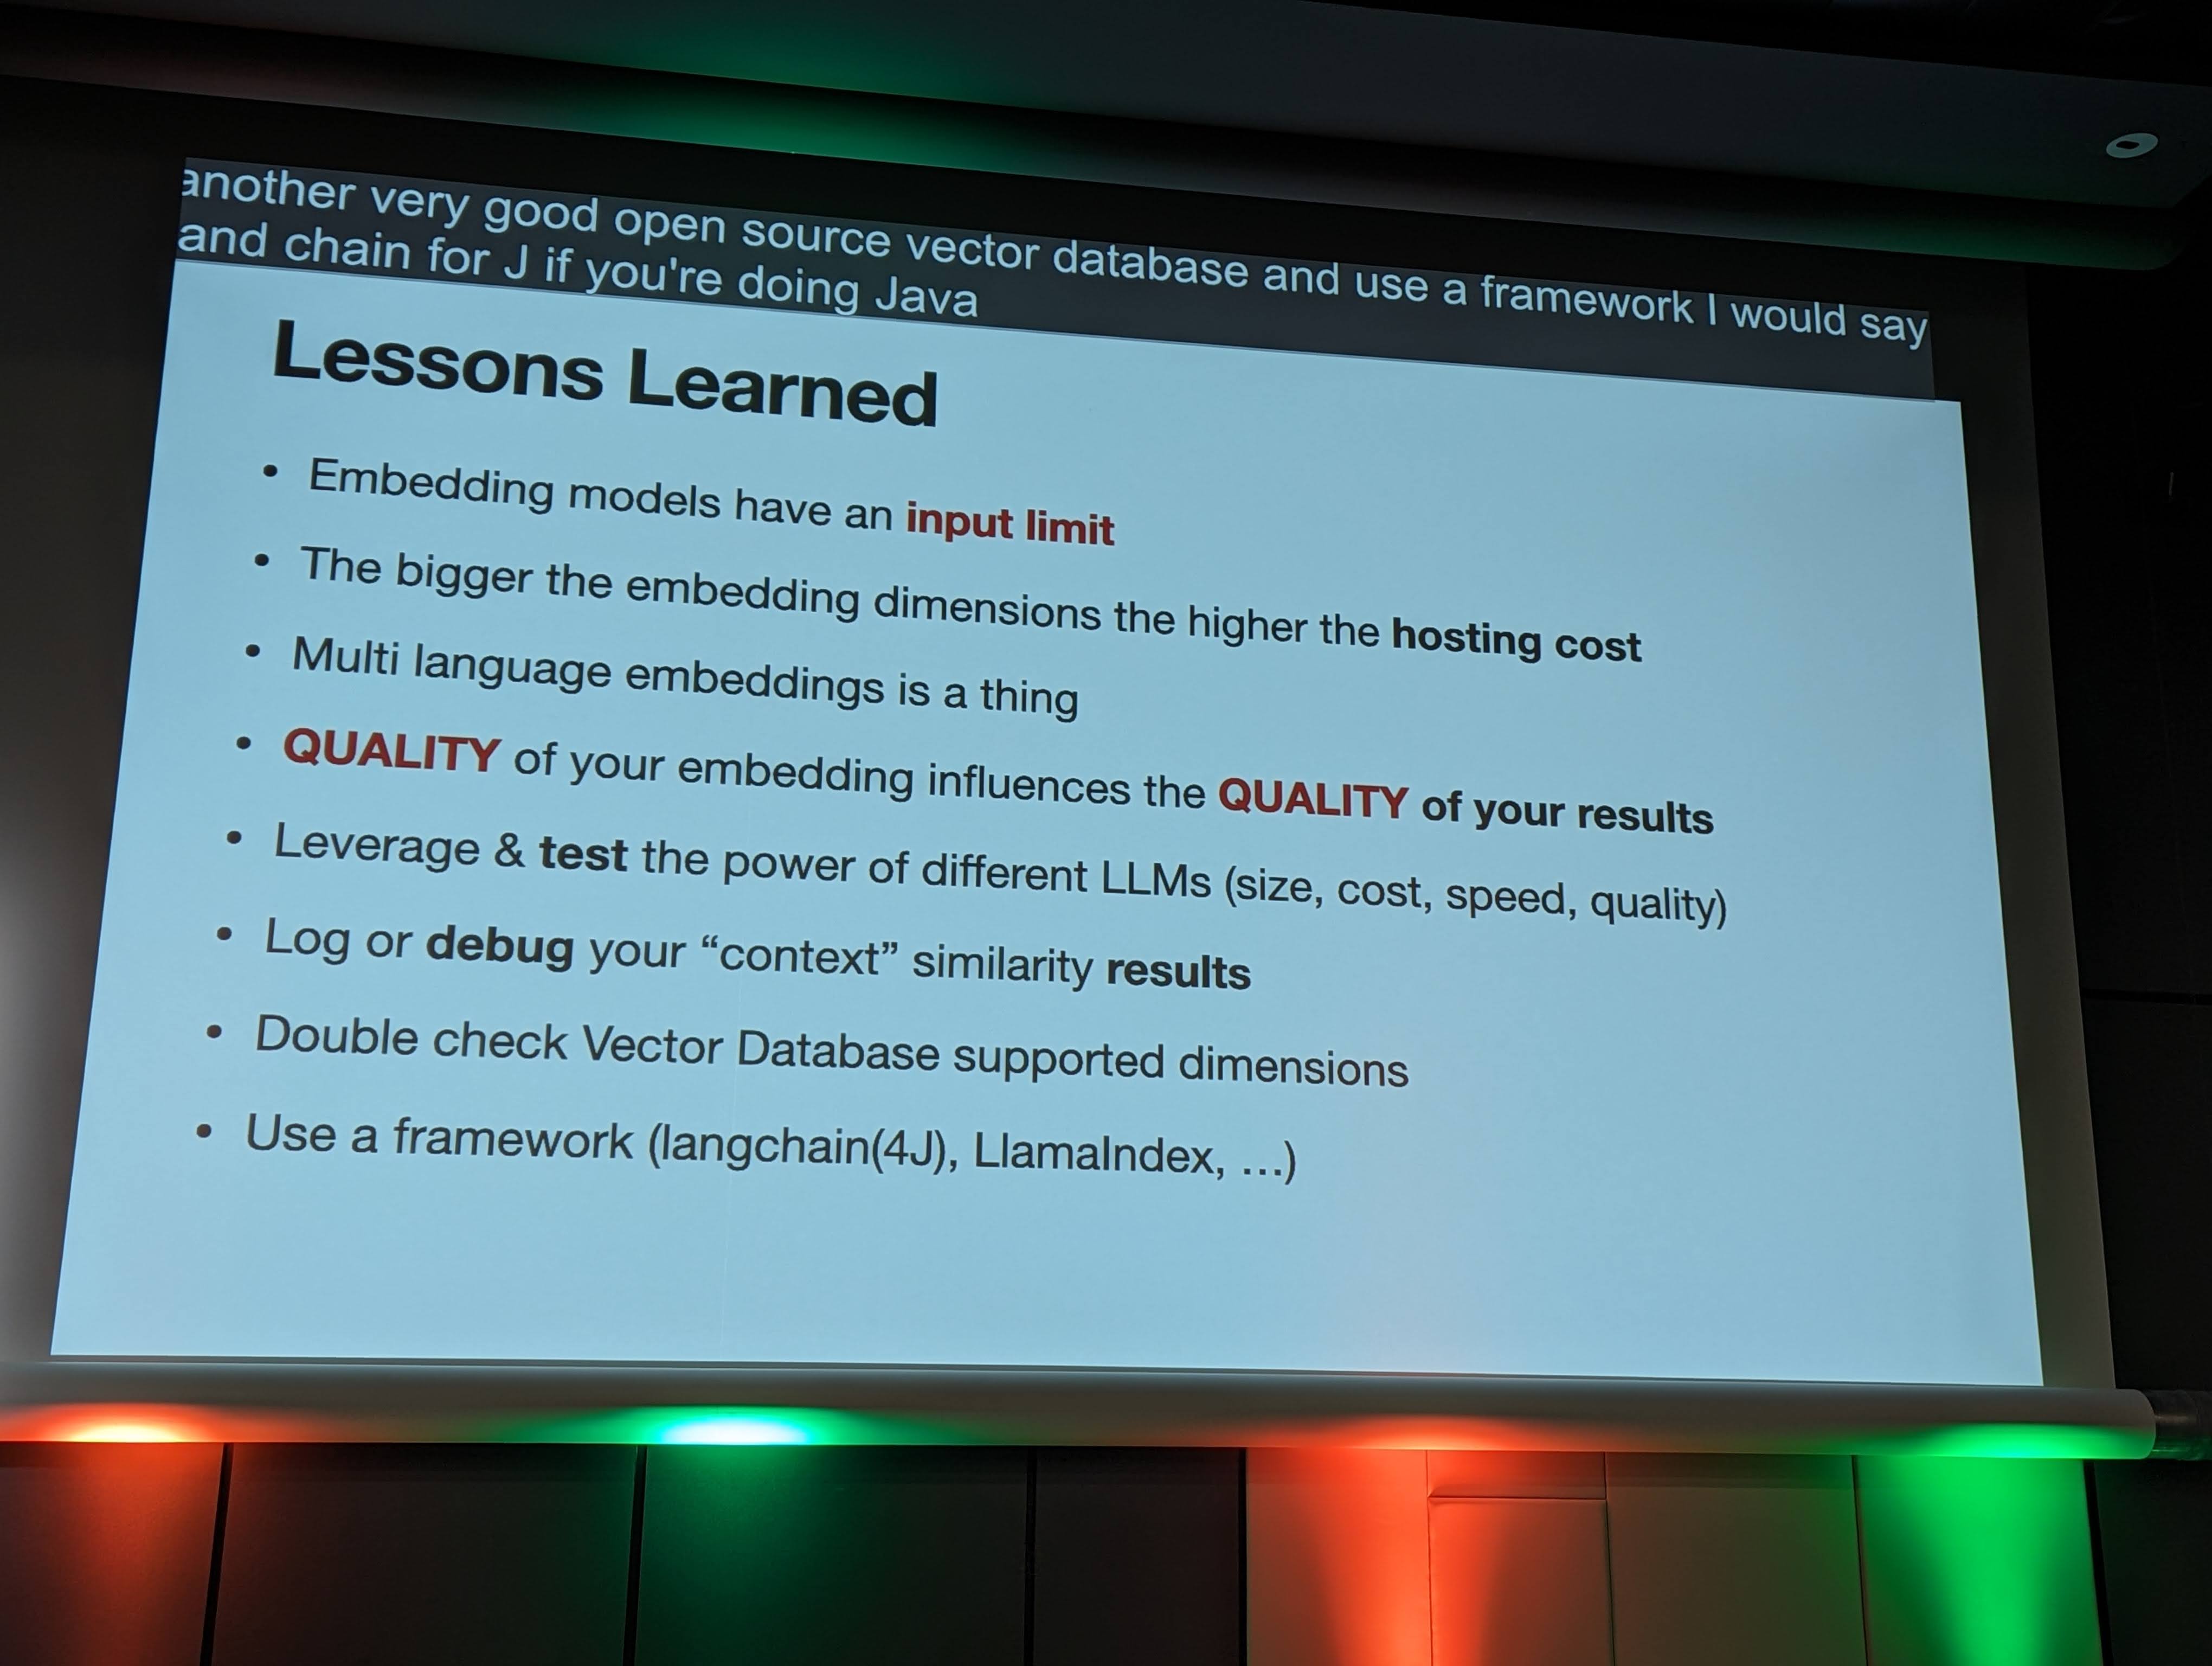 another very good open source vector database and use a framework I would say
and chain for J if you're doing Java
Lessons Learned
• Embedding models have an input limit
• The bigger the embedding dimensions the higher the hosting cost
• Multi language embeddings is a thing
• QUALITY of your embedding influences the QUALITY of your results
• Leverage & test the power of different LLMs (size, cost, speed, quality)
• Log or debug your “context” similarity results
• Double check Vector Database supported dimensions
• Use a framework (langchain(4J), LlamaIndex, ...)